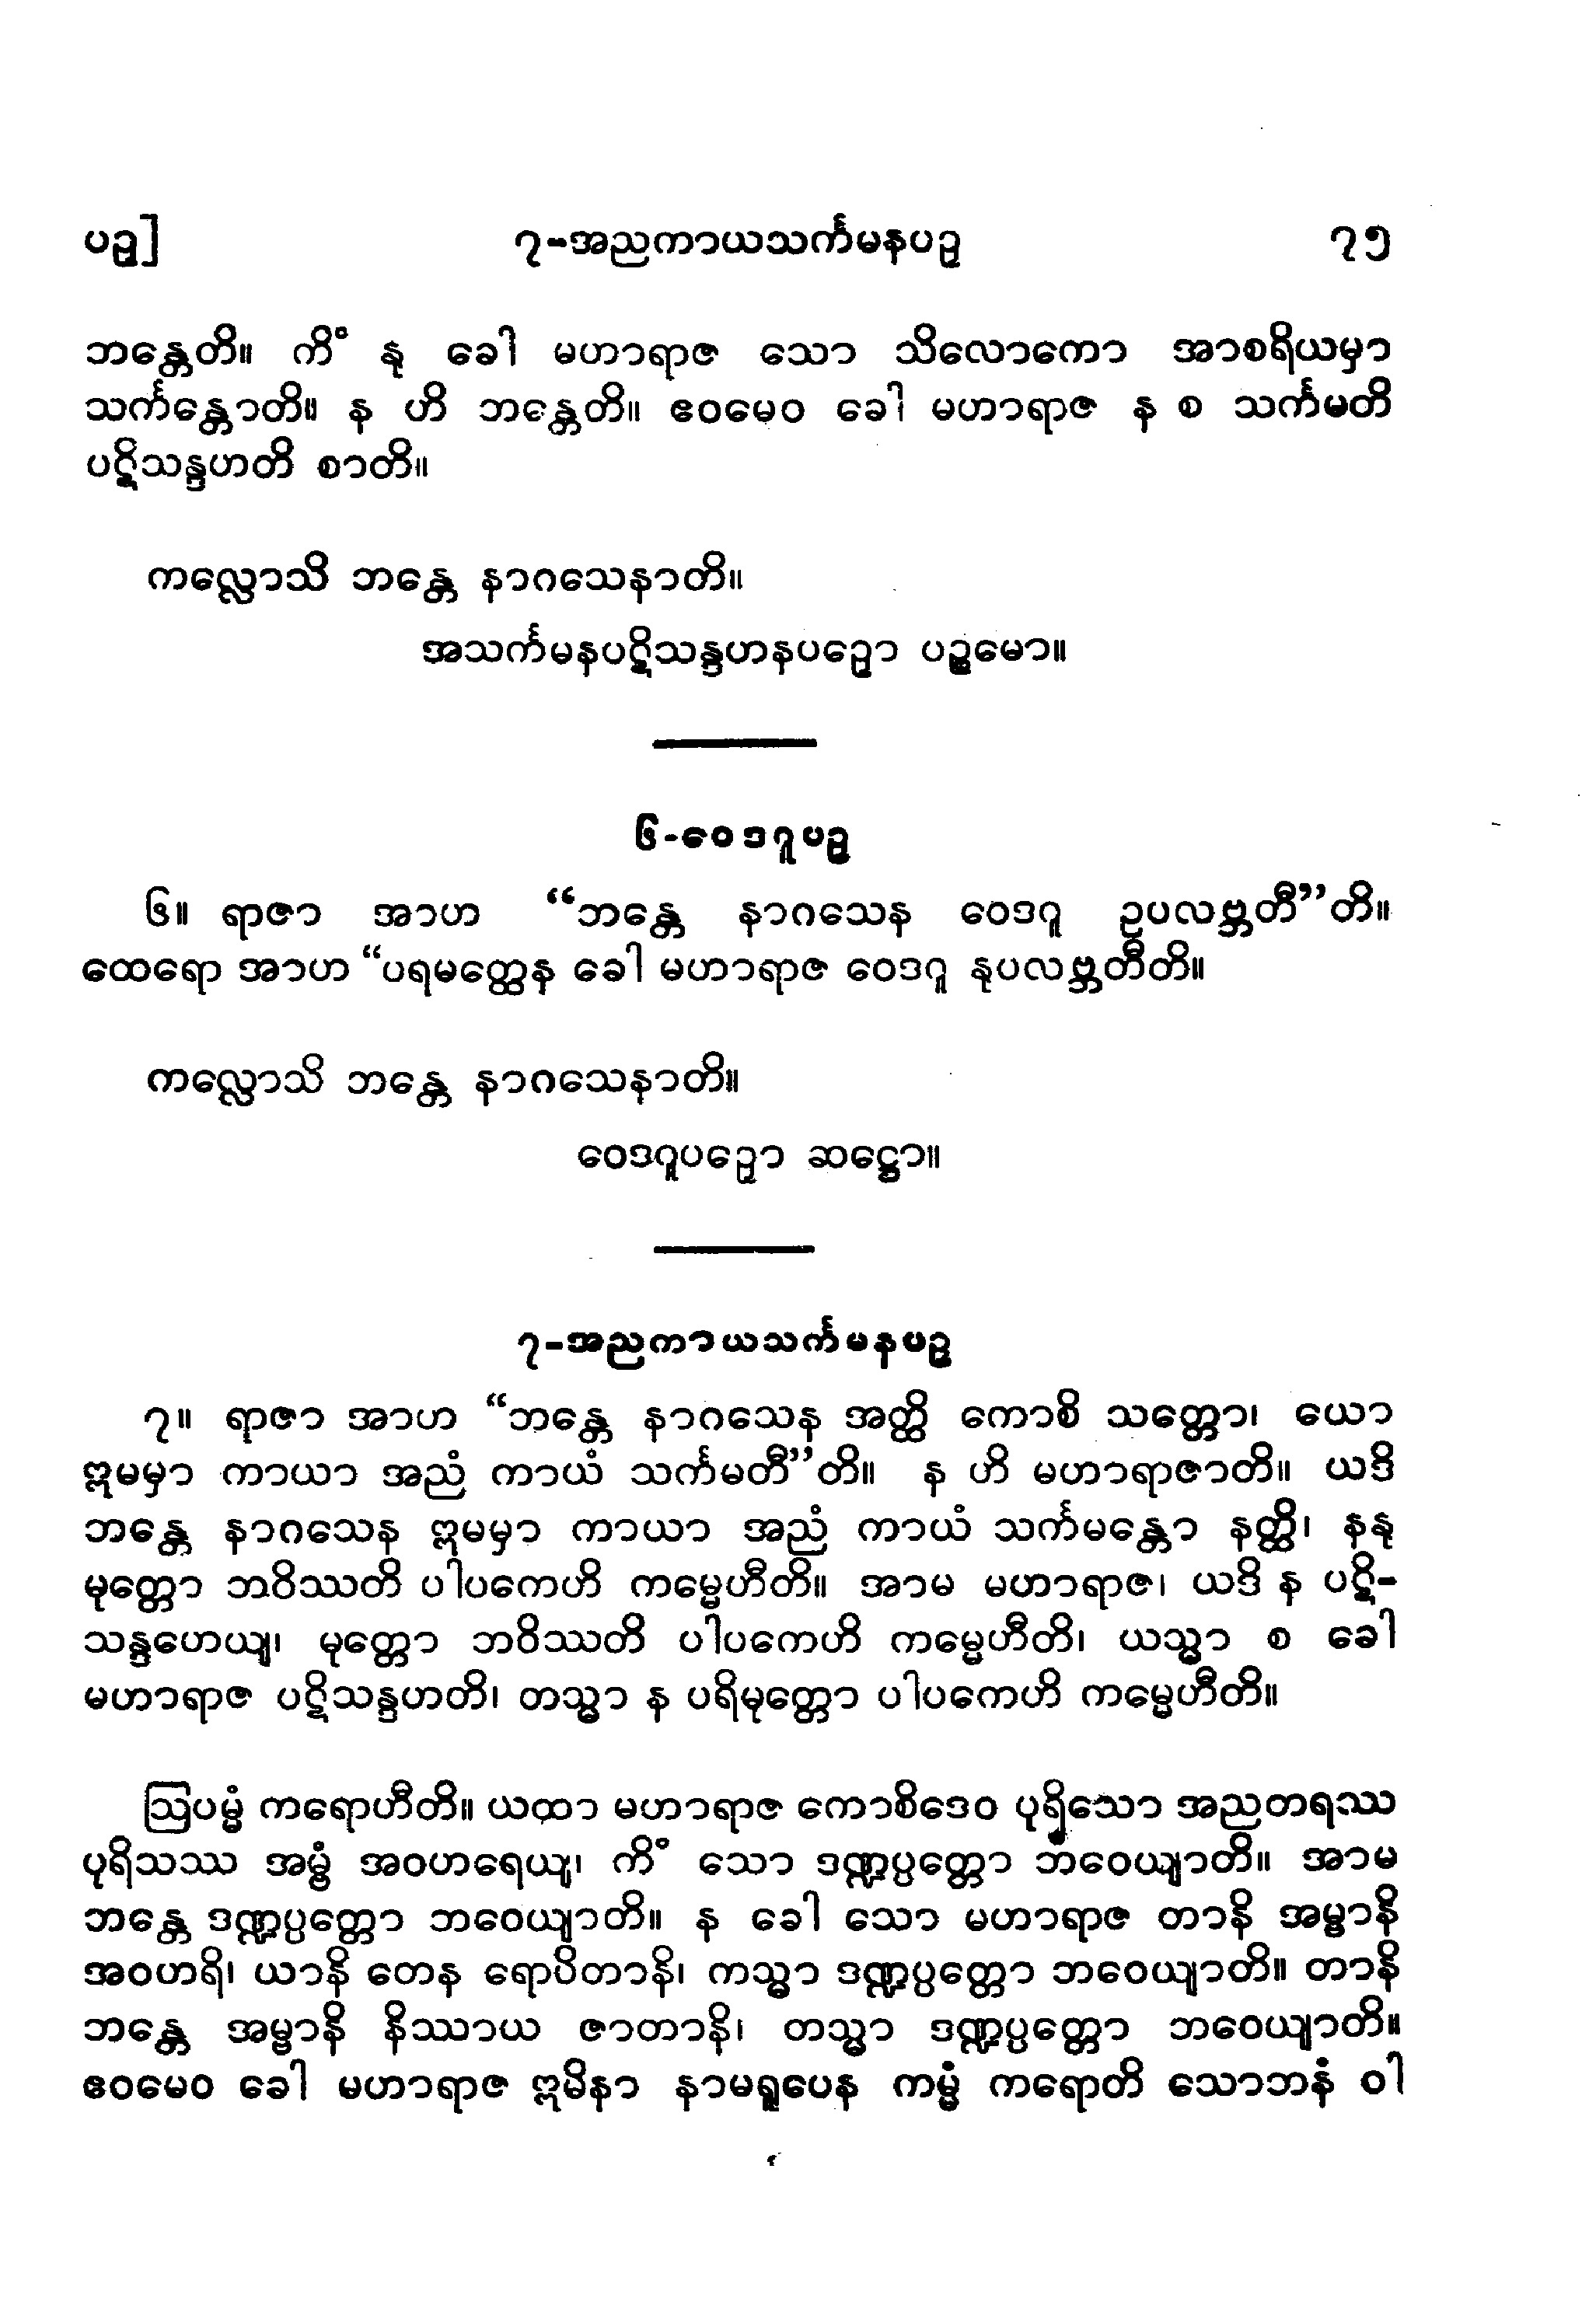 ပဉှ]	၇-အညကာယသင်္ကမနပဉှ	၇၅
ဘန္တေတိ။ ကိံ နု ခေါ မဟာရာဇ သော သိလောကော အာစရိယမှာ
သင်္ကန္တောတိ။ န ဟိ ဘန္တေတိ။ ဧဝမေဝ ခေါ မဟာရာဇ န စ သင်္ကမတိ
ပဋိသန္ဒဟတိ စာတိ။
ကလ္လောသိ ဘန္တေ နာဂသေနာတိ။
အသင်္ကမနပဋိသန္ဒဟနပဉှော ပဉ္စမော။
၆-ဝေဒဂူပဉှ
၆။ ရာဇာ အာဟ “ဘန္တေ နာဂသေန ဝေဒဂူ ဥပလဗ္ဘတီ”တိ။
ထေရော အာဟ “ပရမတ္ထေန ခေါ မဟာရာဇ ဝေဒဂူ နုပလဗ္ဘတီတိ။
ကလ္လောသိ ဘန္တေ နာဂသေနာတိ။
ဝေဒဂူပဉှော ဆဋ္ဌော။
၇-အညကာယသင်္ကမနပဉှ
၇။ ရာဇာ အာဟ “ဘန္တေ နာဂသေန အတ္ထိ ကောစိ သတ္တော၊ ယော
ဣမမှာ ကာယာ အညံ ကာယံ သင်္ကမတီ”တိ။ န ဟိ မဟာရာဇာတိ။ ယဒိ
ဘန္တေ နာဂသေန ဣမမှာ ကာယာ အညံ ကာယံ သင်္ကမန္တော နတ္ထိ၊ နနု
မုတ္တော ဘဝိဿတိ ပါပကေဟိ ကမ္မေဟီတိ။ အာမ မဟာရာဇ၊ ယဒိ န ပဋိ-
သန္ဒဟေယျ၊ မုတ္တော ဘဝိဿတိ ပါပကေဟိ ကမ္မေဟီတိ၊ ယသ္မာ စ ခေါ
မဟာရာဇ ပဋိသန္ဒဟတိ၊ တသ္မာ န ပရိမုတ္တော ပါပကေဟိ ကမ္မေဟီတိ။
ဩပမ္မံ ကရောဟီတိ။ ယထာ မဟာရာဇ ကောစိဒေဝ ပုရိသော အညတရဿ
ပုရိသဿ အမ္ဗံ အဝဟရေယျ၊ ကိံ သော ဒဏ္ဍပ္ပတ္တော ဘဝေယျာတိ။ အာမ
ဘန္တေ ဒဏ္ဍပ္ပတ္တော ဘဝေယျာတိ။ န ခေါ သော မဟာရာဇ တာနိ အမ္ဗာနိ
အဝဟရိ၊ ယာနိ တေန ရောပိတာနိ၊ ကသ္မာ ဒဏ္ဍပ္ပတ္တော ဘဝေယျာတိ။ တာနိ
ဘန္တေ အမ္ဗာနိ နိဿာယ ဇာတာနိ၊ တသ္မာ ဒဏ္ဍပ္ပတ္တော ဘဝေယျာတိ။
ဧဝမေဝ ခေါ မဟာရာဇ ဣမိနာ နာမရူပေန ကမ္မံ ကရောတိ သောဘနံ ဝါ